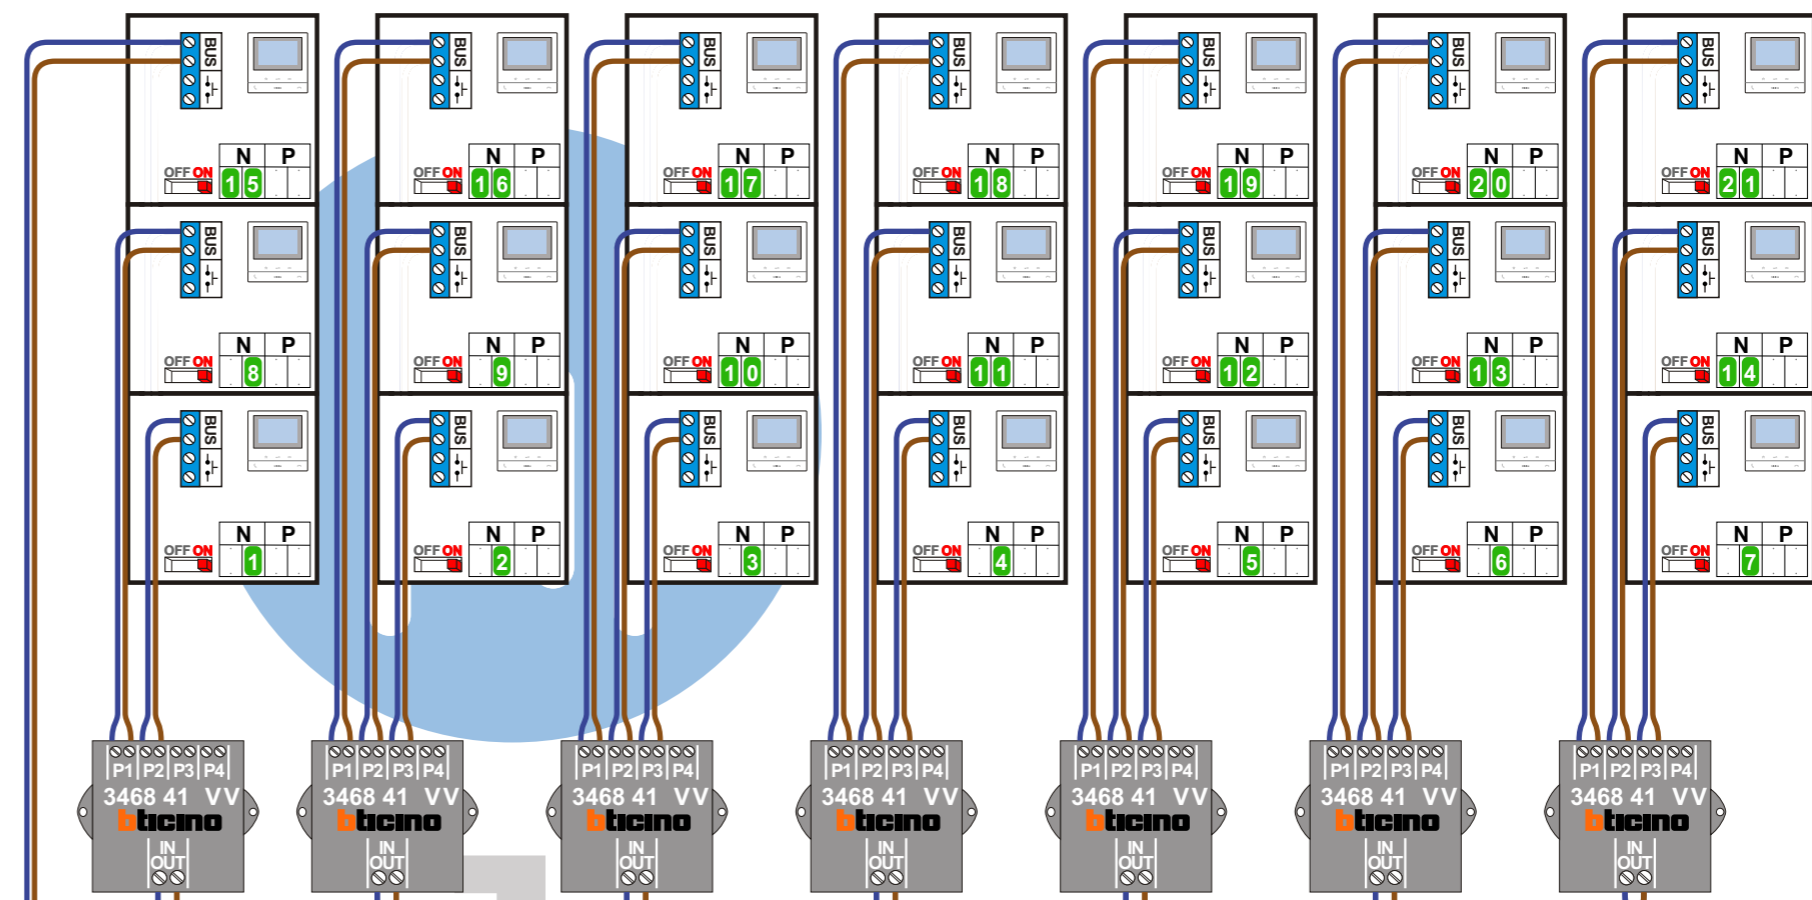 BUS BUS BUS BUS BUS BUS BUS
N P N P N P N P N P N P N P
OFF ON 15 OFF ON 16 OFF ON 17 OFF ON 18 OFF ON 19 OFF ON 20 OFF ON 21
BUS BUS BUS BUS BUS BUS BUS
N P N P N P N P N P N P N P
OFF ON 8 OFF ON 9 OFF ON 10 OFF ON 11 OFF ON 12 OFF ON 13 OFF ON 14
BUS BUS BUS BUS BUS BUS BUS
N P N P N P N P N P N P N P
OFF ON 1 OFF ON 2 OFF ON 3 OFF ON 4 OFF ON 5 OFF ON 6 OFF ON 7
P1 P2 P3 P4 P1 P2 P3 P4 P1 P2 P3 P4 P1 P2 P3 P4 P1 P2 P3 P4 P1 P2 P3 P4 P1 P2 P3 P4
3468 41 VV 3468 41 VV 3468 41 VV 3468 41 VV 3468 41 VV 3468 41 VV 3468 41 VV
bticino bticino bticino bticino bticino bticino bticino
IN IN IN IN IN IN IN
OUT OUT OUT OUT OUT OUT OUT